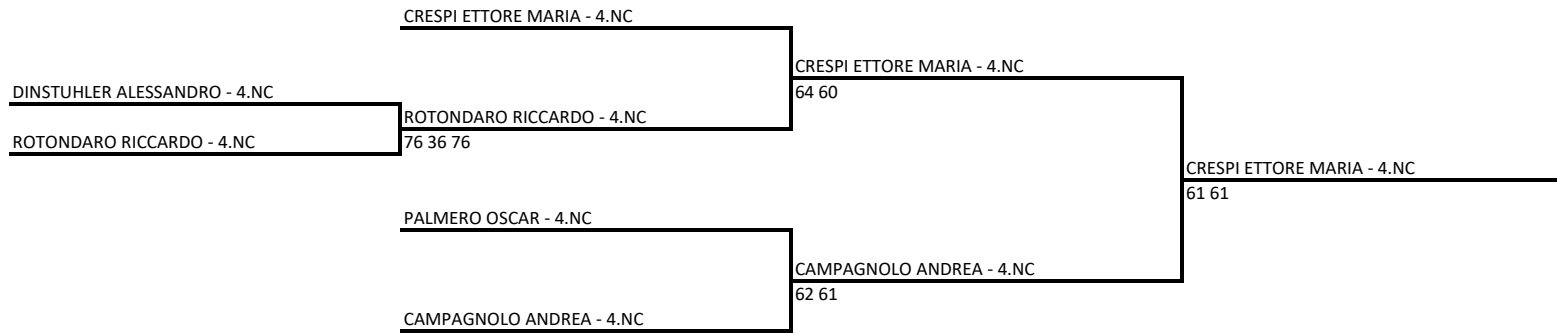 CRESPI ETTORE MARIA - 4.NC
CRESPI ETTORE MARIA - 4.NC
DINSTUHLER ALESSANDRO - 4.NC
64 60
ROTONDARO RICCARDO - 4.NC
ROTONDARO RICCARDO - 4.NC
76 36 76
CRESPI ETTORE MARIA - 4.NC
61 61
PALMERO OSCAR - 4.NC
CAMPAGNOLO ANDREA - 4.NC
62 61
CAMPAGNOLO ANDREA - 4.NC